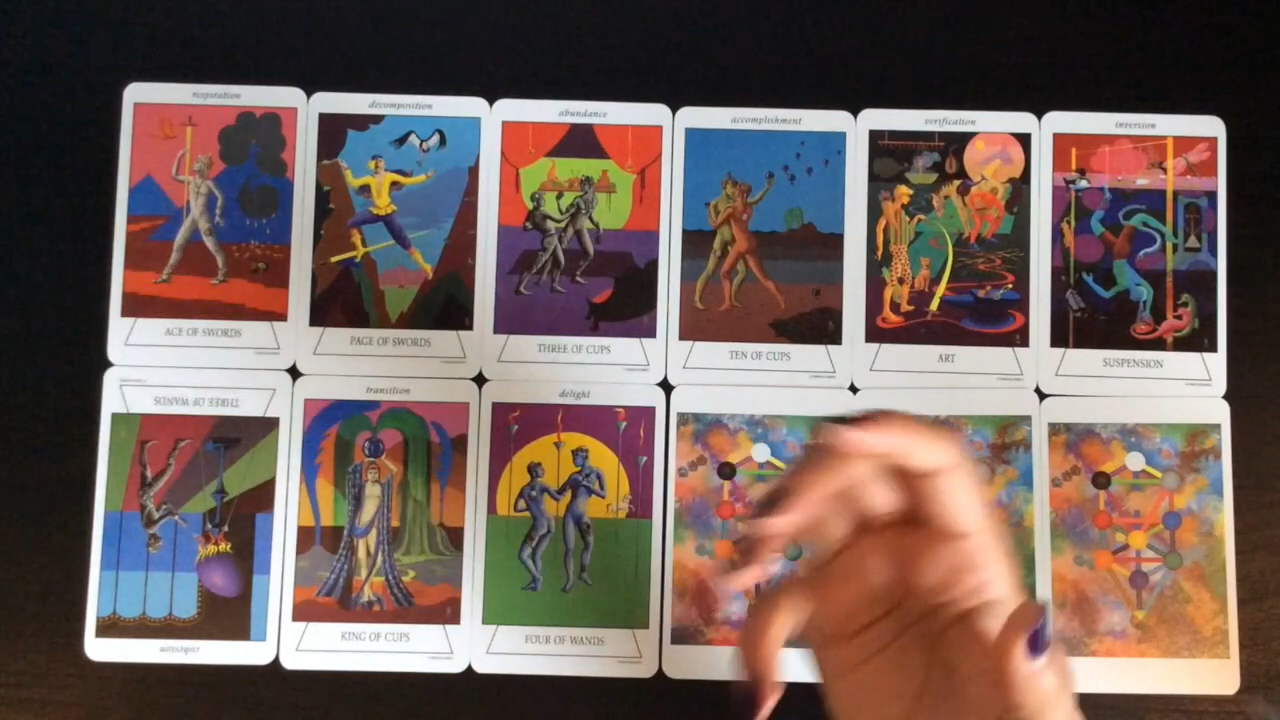 respiration
decomposition
abundance
accomplishment
verification
inversion
ACE OF SWORDS
PAGE OF SWORDS
THREE OF CUPS
TEN OF CUPS
ART
SUSPENSION
THREE OF WANDS
transition
delight
KING OF CUPS
FOUR OF WANDS